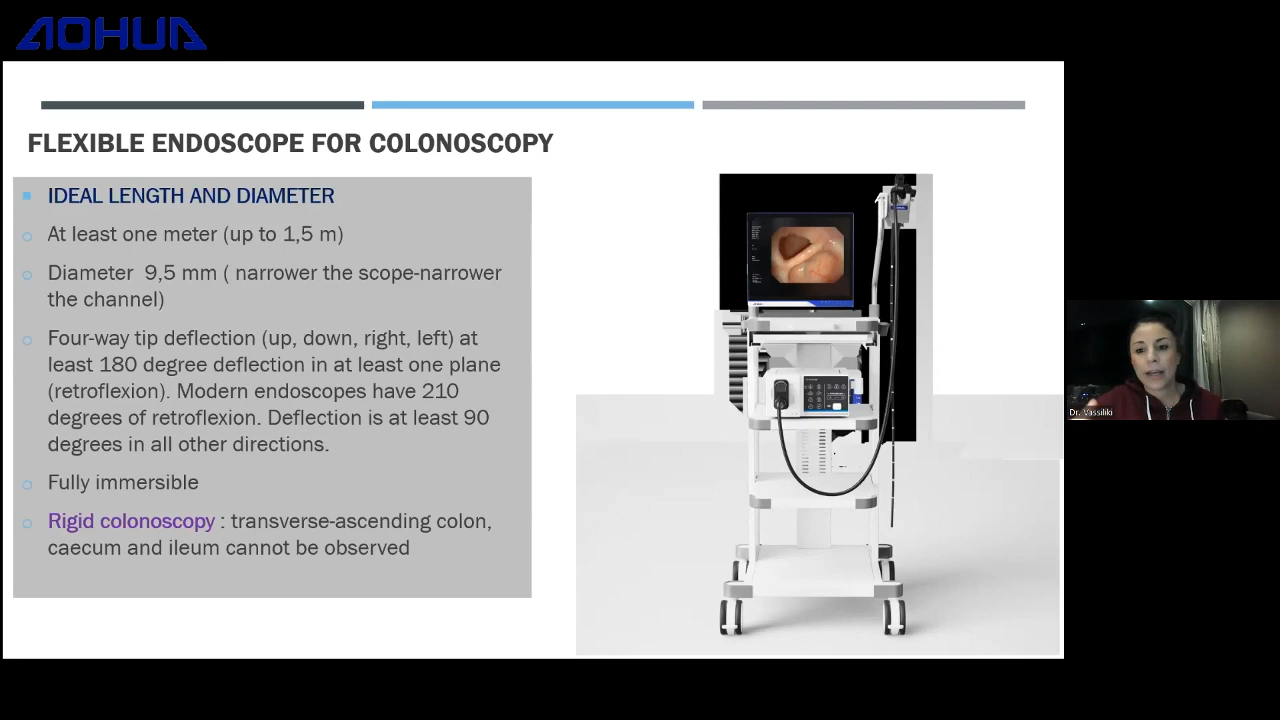 AOHUA
FLEXIBLE ENDOSCOPE FOR COLONOSCOPY
IDEAL LENGTH AND DIAMETER
At least one meter (up to 1,5 m)
Diameter 9,5 mm ( narrower the scope-narrower
the channel)
Four-way tip deflection (up, down, right, left) at
least 180 degree deflection in at least one plane
(retroflexion). Modern endoscopes have 210
degrees of retroflexion. Deflection is at least 90
degrees in all other directions.
Fully immersible
Rigid colonoscopy : transverse-ascending colon,
caecum and ileum cannot be observed
Dr. Vassiliki